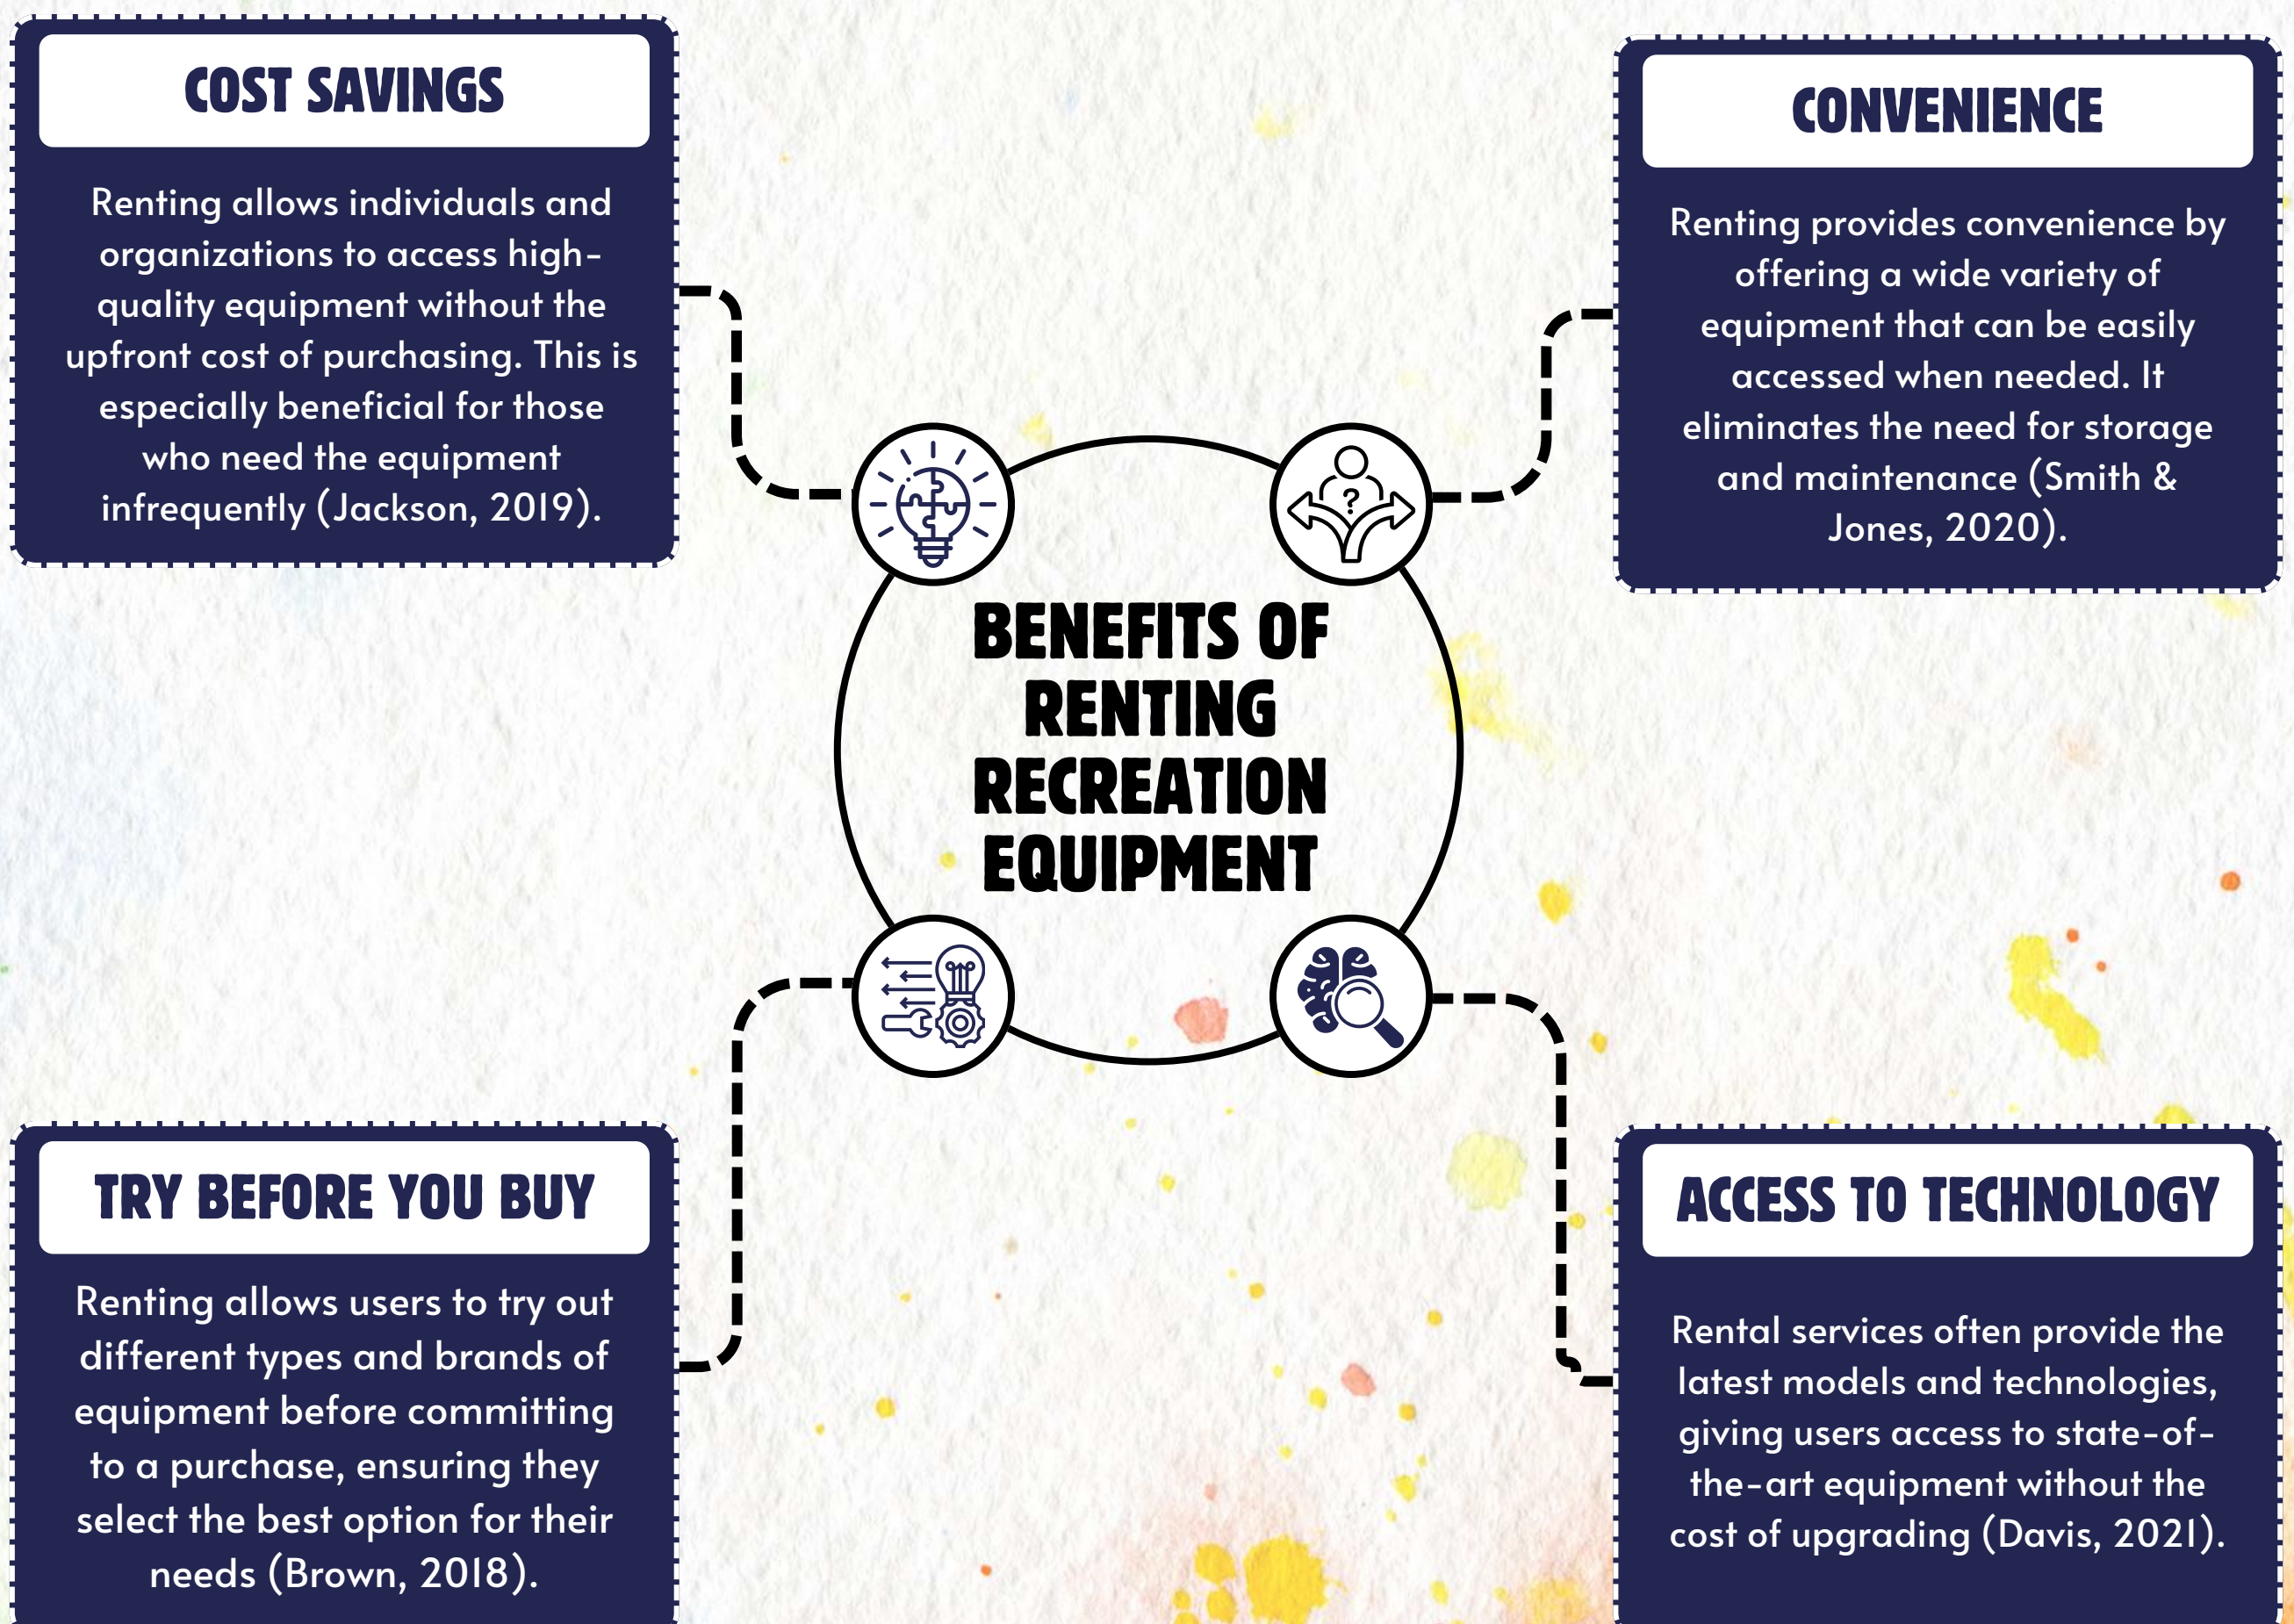 COST SAVINGS
Renting allows individuals and
organizations to access high-
quality equipment without the
upfront cost of purchasing. This is
especially beneficial for those
who need the equipment
infrequently (Jackson, 2019).
CONVENIENCE
Renting provides convenience by
offering a wide variety of
equipment that can be easily
accessed when needed. It
eliminates the need for storage
and maintenance (Smith &
Jones, 2020).
?
BENEFITS OF
RENTING
RECREATION
EQUIPMENT
TRY BEFORE YOU BUY
Renting allows users to try out
different types and brands of
equipment before committing
to a purchase, ensuring they
select the best option for their
needs (Brown, 2018).
ACCESS TO TECHNOLOGY
Rental services often provide the
latest models and technologies,
giving users access to state-of-
the-art equipment without the
cost of upgrading (Davis, 2021).